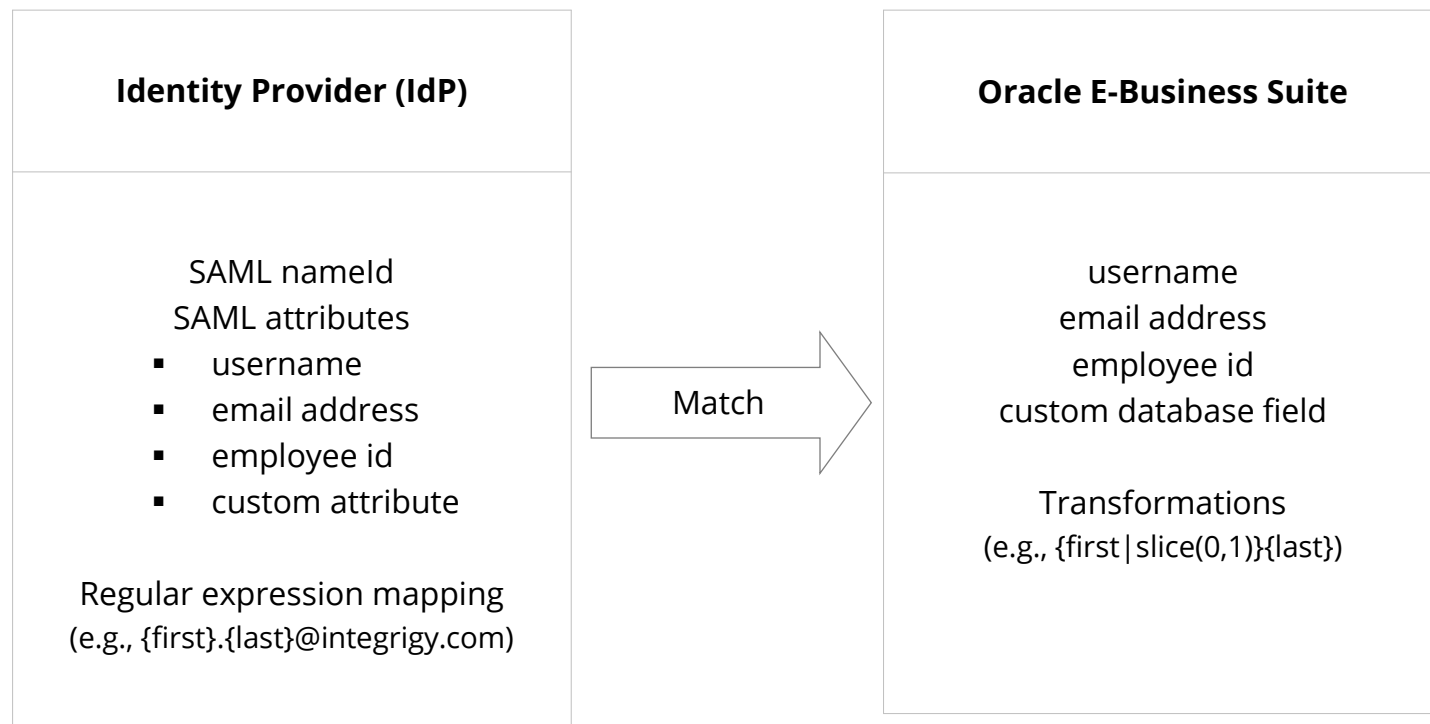 Identity Provider (IdP)
SAML nameId
SAML attributes
▪ username
▪ email address
▪ employee id
▪ custom attribute
Regular expression mapping
(e.g., {first}.{last}@integrigy.com)
Match
Oracle E-Business Suite
username
email address
employee id
custom database field
Transformations
(e.g., {first|slice(0,1)}{last})